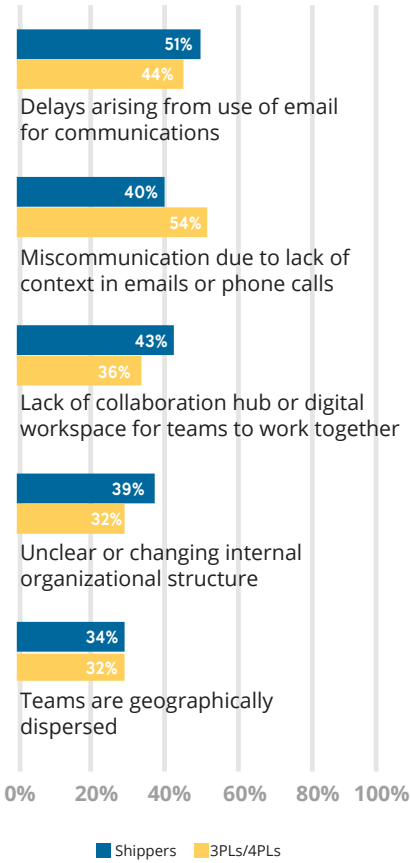 51%
44%
Delays arising from use of email
for communications
40%
54%
Miscommunication due to lack of
context in emails or phone calls
43%
36%
Lack of collaboration hub or digital
workspace for teams to work together
39%
32%
Unclear or changing internal
organizational structure
34%
32%
Teams are geographically
dispersed
0% 20% 40% 60% 80% 100%
Shippers 3PLs/4PLs